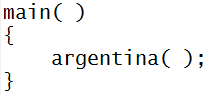 main( )
{
    argentina( );
}